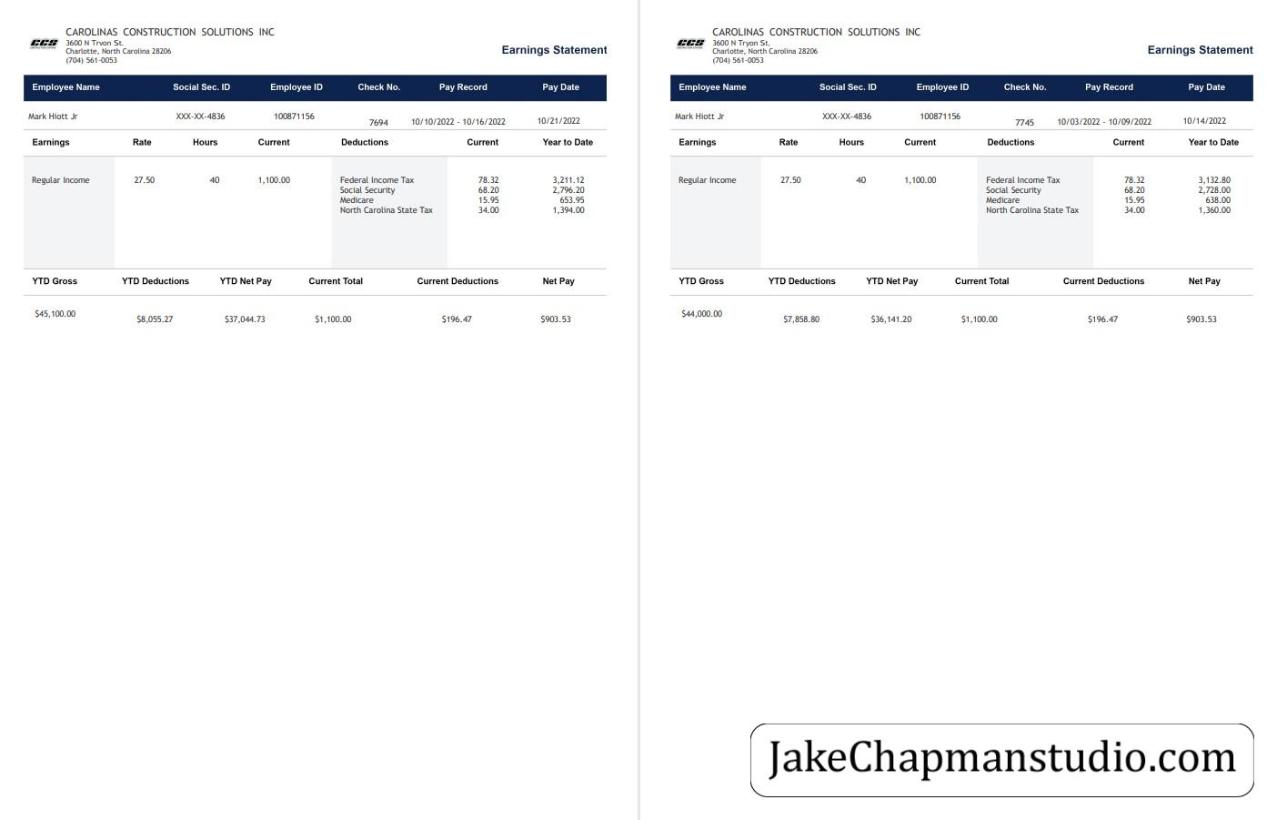 CCS
CAROLINAS CONSTRUCTION SOLUTIONS INC
3600 N Tryon St.
Charlotte, North Carolina 28206
(704) 561-0053
Earnings Statement
Employee Name Social Sec. ID Employee ID Check No. Pay Record Pay Date
Mark Hiott Jr XXX-XX-4836 100871156 7694 10/10/2022 - 10/16/2022 10/21/2022
Earnings Rate Hours Current Deductions Current Year to Date
Regular Income 27.50 40 1,100.00 Federal Income Tax 78.32 3,211.12
Social Security 68.20 2,796.20
Medicare 15.95 653.95
North Carolina State Tax 34.00 1,394.00
YTD Gross YTD Deductions YTD Net Pay Current Total Current Deductions Net Pay
$45,100.00 $8,055.27 $37,044.73 $1,100.00 $196.47 $903.53
CCS
CAROLINAS CONSTRUCTION SOLUTIONS INC
3600 N Tryon St.
Charlotte, North Carolina 28206
(704) 561-0053
Earnings Statement
Employee Name Social Sec. ID Employee ID Check No. Pay Record Pay Date
Mark Hiott Jr XXX-XX-4836 100871156 7745 10/03/2022 - 10/09/2022 10/14/2022
Earnings Rate Hours Current Deductions Current Year to Date
Regular Income 27.50 40 1,100.00 Federal Income Tax 78.32 3,132.80
Social Security 68.20 2,728.00
Medicare 15.95 638.00
North Carolina State Tax 34.00 1,360.00
YTD Gross YTD Deductions YTD Net Pay Current Total Current Deductions Net Pay
$44,000.00 $7,858.80 $36,141.20 $1,100.00 $196.47 $903.53
JakeChapmanstudio.com